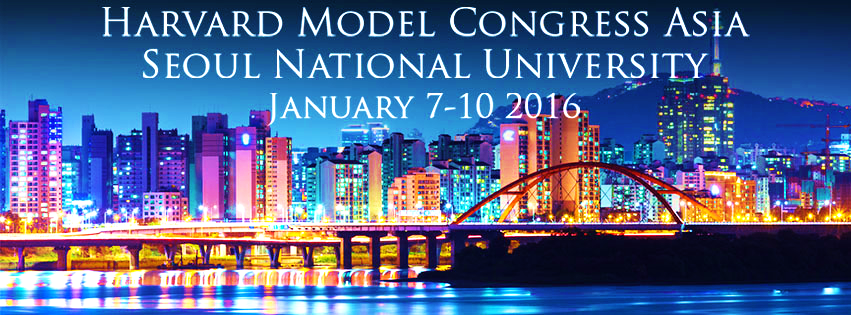 Harvard Model Congress Asia
Seoul National University
January 7-10 2016